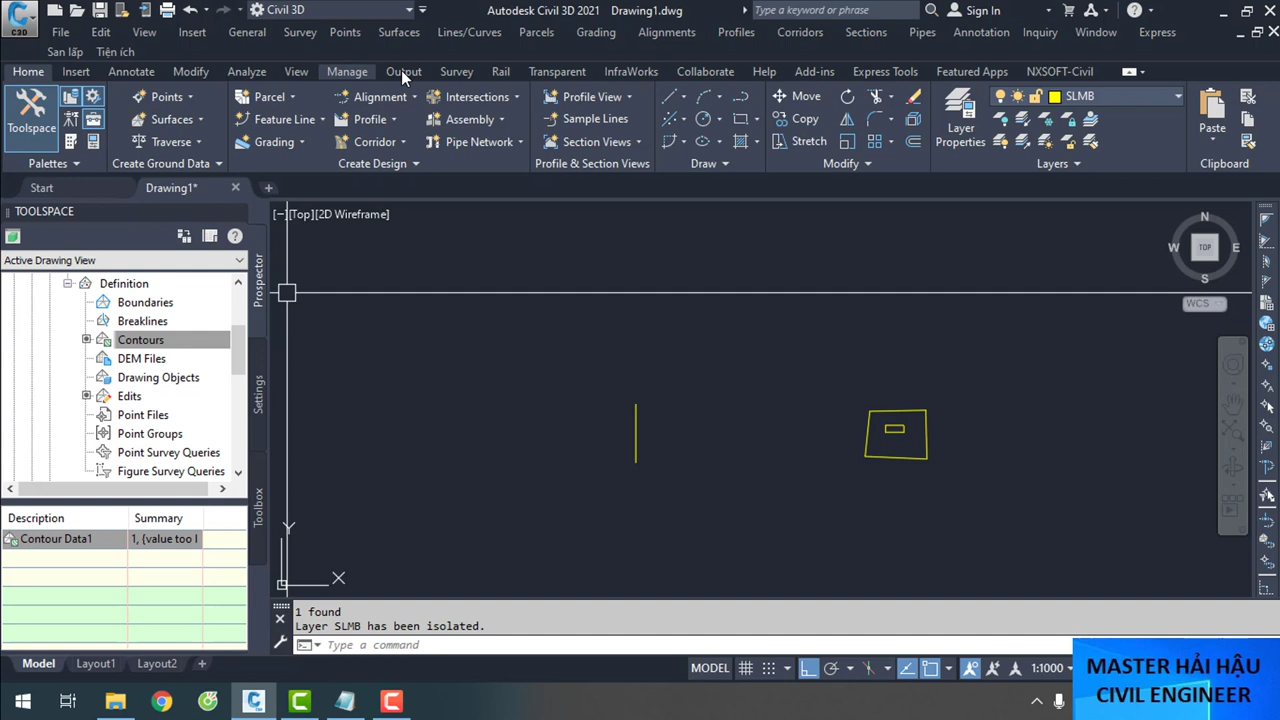 Civil 3D
Autodesk Civil 3D 2021
Drawing1.dwg
Type a keyword or phrase
Sign In
C3D
File Edit View Insert General Survey Points Surfaces Lines/Curves Parcels Grading Alignments Profiles Corridors Sections Pipes Annotation Inquiry Window Express
San lấp Tiện ích
Home Insert Annotate Modify Analyze View Manage Output Survey Rail Transparent InfraWorks Collaborate Help Add-ins Express Tools Featured Apps NXSOFT-Civil
Points Parcel Alignment Intersections Profile View Move SLMB
Toolspace Surfaces Feature Line Profile Assembly Sample Lines Copy Layer Properties Paste
Traverse Grading Corridor Pipe Network Section Views Stretch
Palettes Create Ground Data Create Design Profile & Section Views Draw Modify Layers Clipboard
Start Drawing1*
TOOLSPACE
[−][Top][2D Wireframe]
N
W TOP E
S
WCS
Active Drawing View
Definition
Boundaries
Breaklines
Contours
DEM Files
Drawing Objects
Edits
Point Files
Point Groups
Point Survey Queries
Figure Survey Queries
Prospector
Settings
Toolbox
Description Summary
Contour Data1 1, {value too l
Y
X
1 found
Layer SLMB has been isolated.
Type a command
Model Layout1 Layout2
MODEL 1:1000
MASTER HẢI HẬU
CIVIL ENGINEER